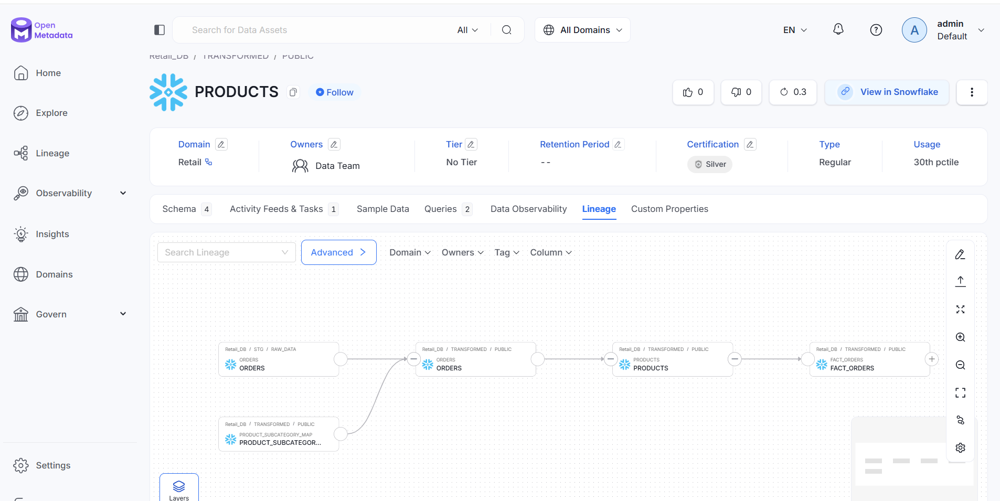 Open
Metadata
Search for Data Assets
All
All Domains
EN
A
admin
Default
Retail_DB / TRANSFORMED / PUBLIC
Home
Explore
Lineage
Observability
Insights
Domains
Govern
Settings
PRODUCTS
Follow
0
0
0.3
View in Snowflake
Domain
Retail
Owners
Data Team
Tier
No Tier
Retention Period
--
Certification
Silver
Type
Regular
Usage
30th pctile
Schema 4
Activity Feeds & Tasks 1
Sample Data
Queries 2
Data Observability
Lineage
Custom Properties
Search Lineage
Advanced
Domain
Owners
Tag
Column
Retail_DB / STG / RAW_DATA
ORDERS
ORDERS
Retail_DB / TRANSFORMED / PUBLIC
ORDERS
ORDERS
Retail_DB / TRANSFORMED / PUBLIC
PRODUCTS
PRODUCTS
Retail_DB / TRANSFORMED / PUBLIC
FACT_ORDERS
FACT_ORDERS
Retail_DB / TRANSFORMED / PUBLIC
PRODUCT_SUBCATEGORY_MAP
PRODUCT_SUBCATEGOR...
Layers